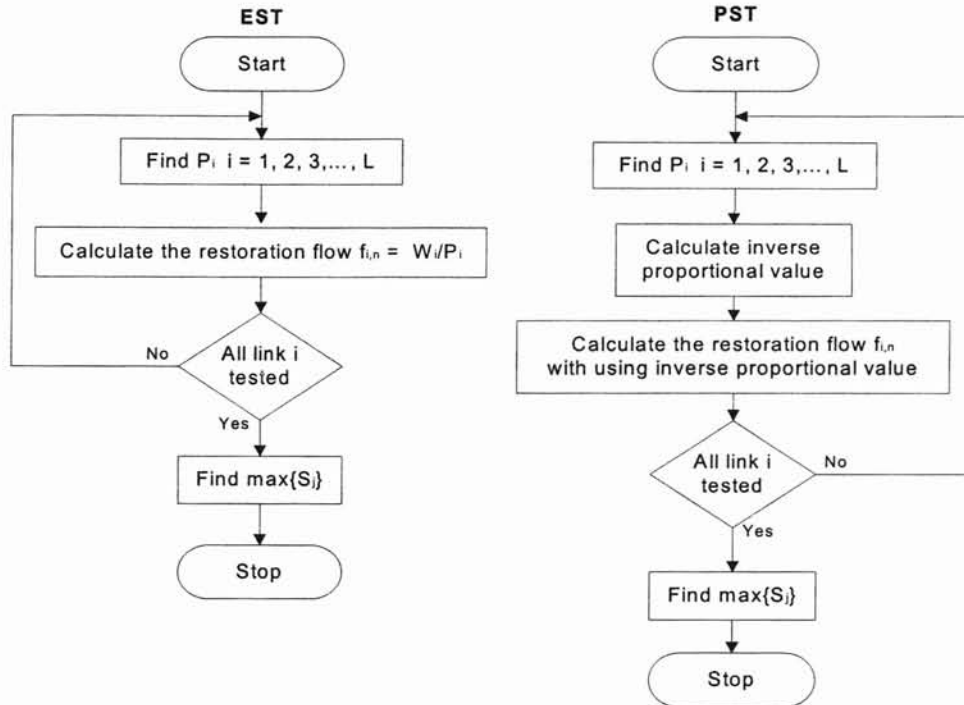 EST
Start
Find Pi i = 1, 2, 3,..., L
Calculate the restoration flow fi,n = Wi/Pi
No
All link i
tested
Yes
Find max{Sj}
Stop
PST
Start
Find Pi i = 1, 2, 3,..., L
Calculate inverse
proportional value
Calculate the restoration flow fi,n
with using inverse proportional value
All link i
tested
No
Yes
Find max{Sj}
Stop